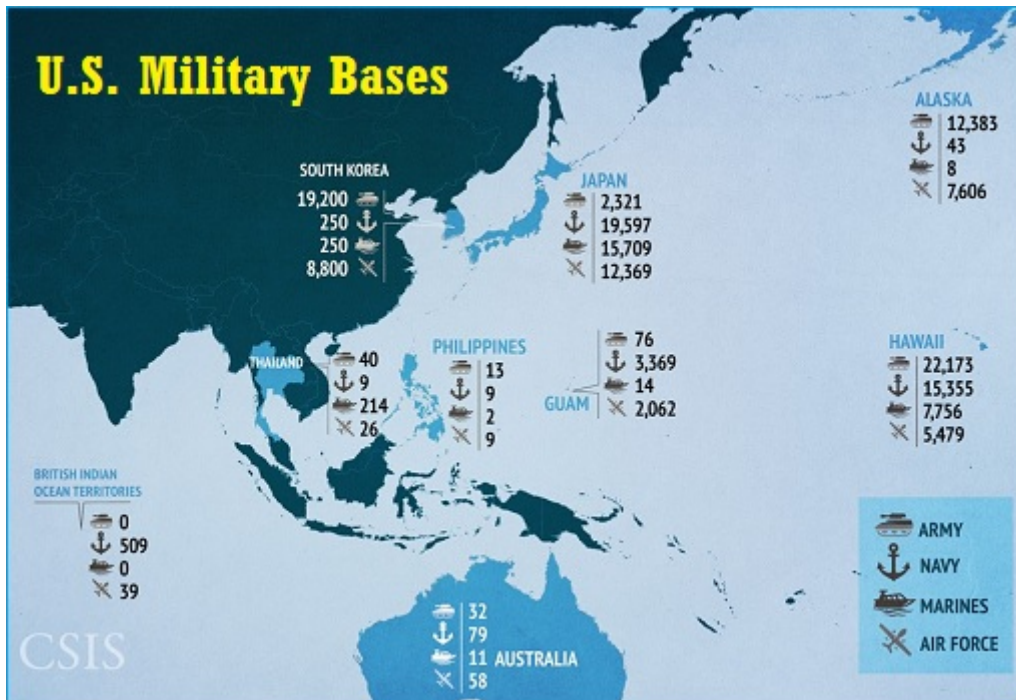 U.S. Military Bases
ALASKA
12,383
43
8
7,606
SOUTH KOREA
19,200
250
250
8,800
JAPAN
2,321
19,597
15,709
12,369
THAILAND
40
9
214
26
PHILIPPINES
13
9
2
9
GUAM
76
3,369
14
2,062
HAWAII
22,173
15,355
7,756
5,479
BRITISH INDIAN
OCEAN TERRITORIES
0
509
0
39
AUSTRALIA
32
79
11
58
ARMY
NAVY
MARINES
AIR FORCE
CSIS